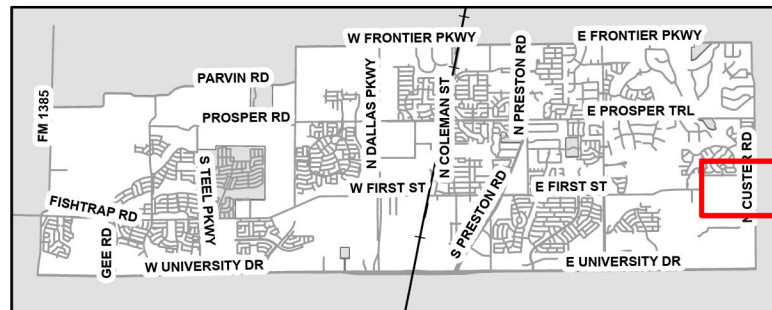 W FRONTIER PKWY
E FRONTIER PKWY
PARVIN RD
FM 1385
PROSPER RD
N DALLAS PKWY
N COLEMAN ST
N PRESTON RD
E PROSPER TRL
S STEEL PKWY
W FIRST ST
E FIRST ST
N CUSTER RD
FISHTRAP RD
GEE RD
S PRESTON RD
W UNIVERSITY DR
E UNIVERSITY DR